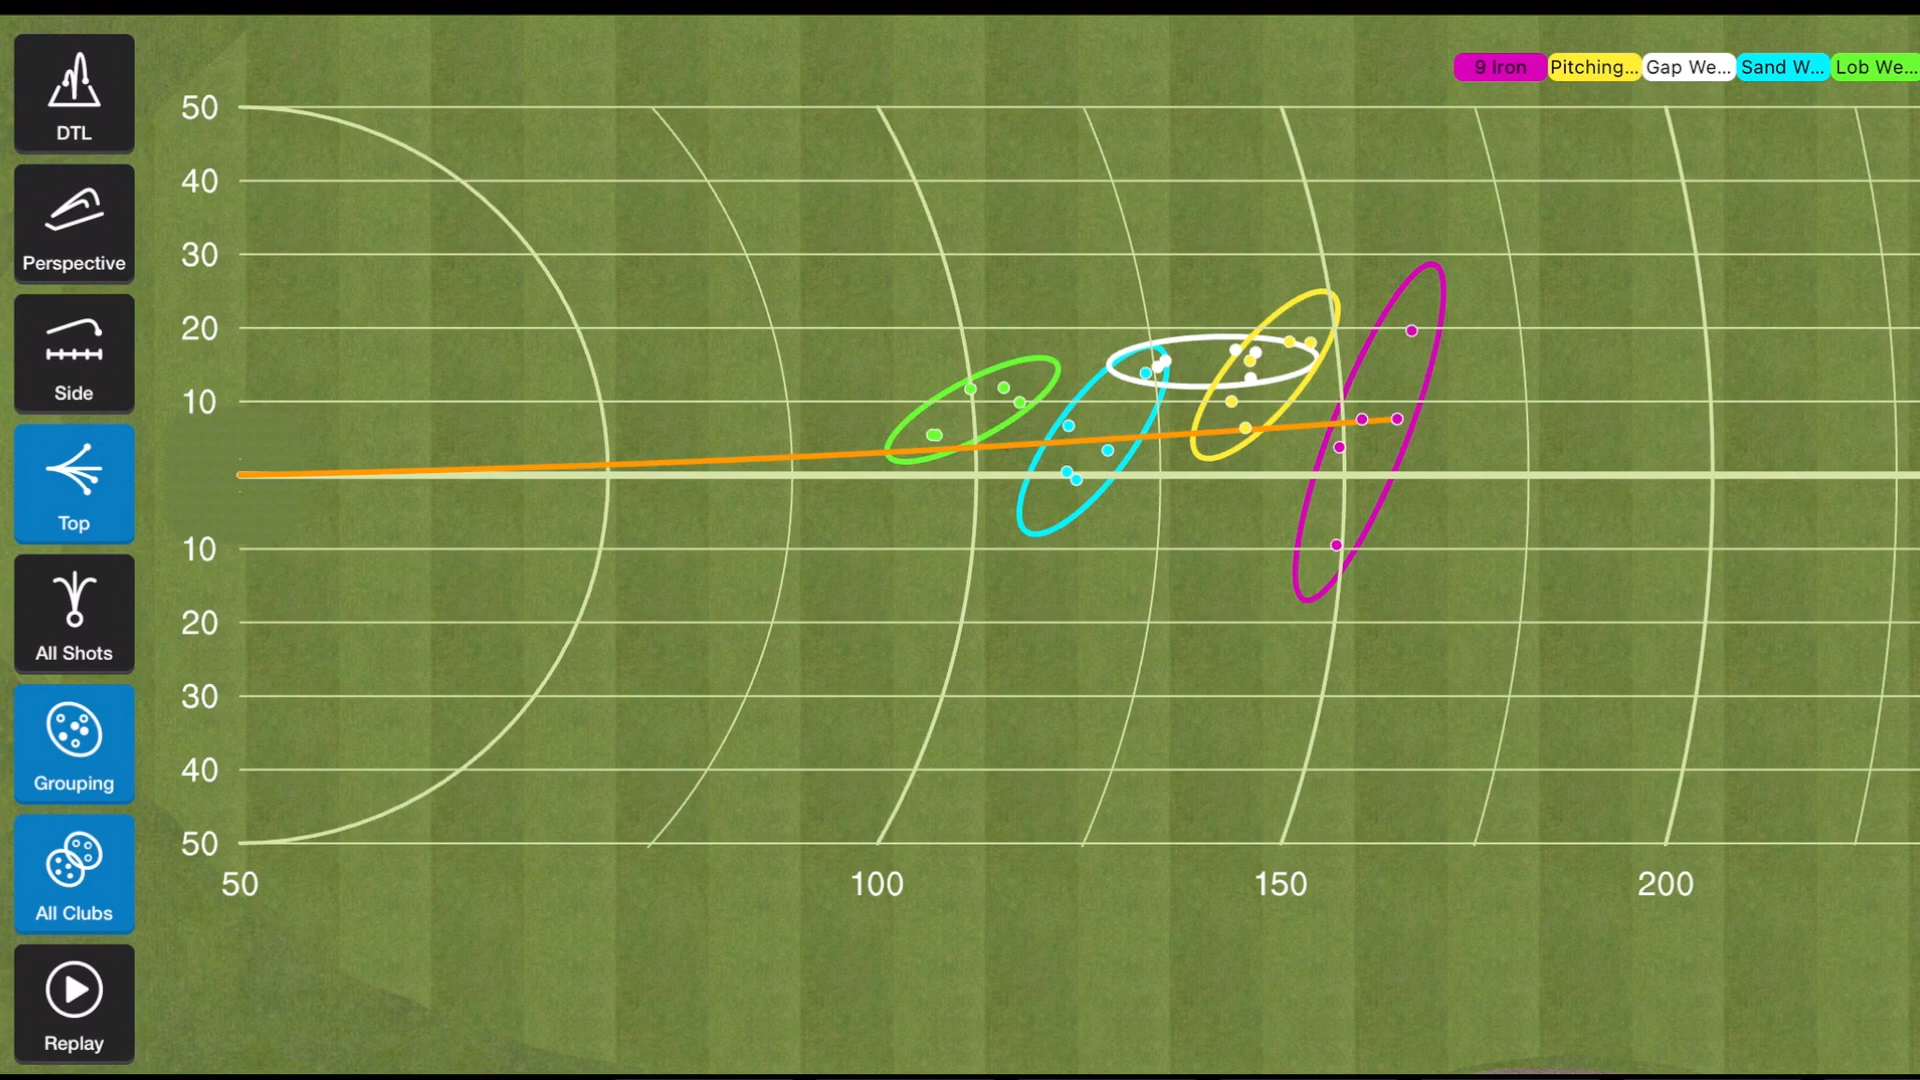 DTL
Perspective
Side
Top
All Shots
Grouping
All Clubs
Replay
9 Iron Pitching... Gap We... Sand W... Lob We...
50
40
30
20
10
10
20
30
40
50
50 100 150 200